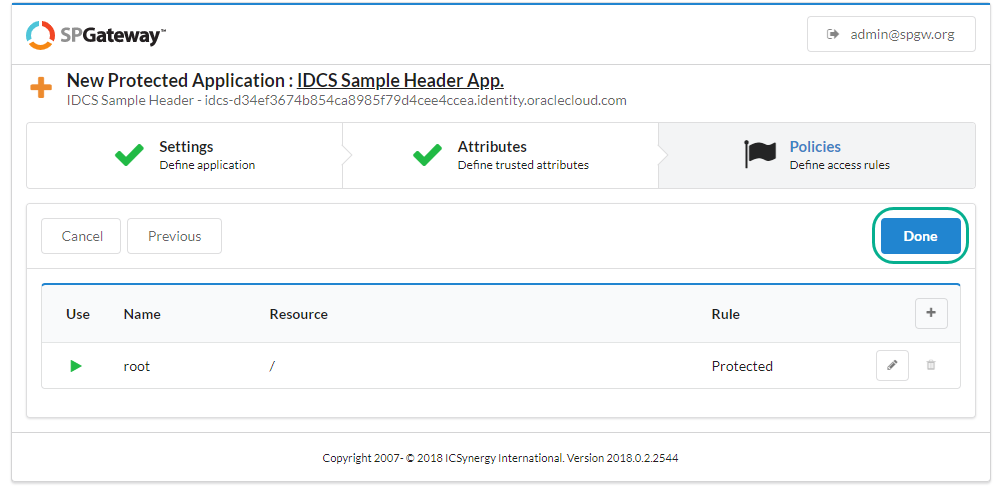 SPGateway™
admin@spgw.org
New Protected Application : IDCS Sample Header App.
IDCS Sample Header - idcs-d34ef3674b854ca8985f79d4cee4ccea.identity.oraclecloud.com
Settings
Define application
Attributes
Define trusted attributes
Policies
Define access rules
Cancel Previous Done
Use Name Resource Rule +
root / Protected
Copyright 2007- © 2018 ICSynergy International. Version 2018.0.2.2544